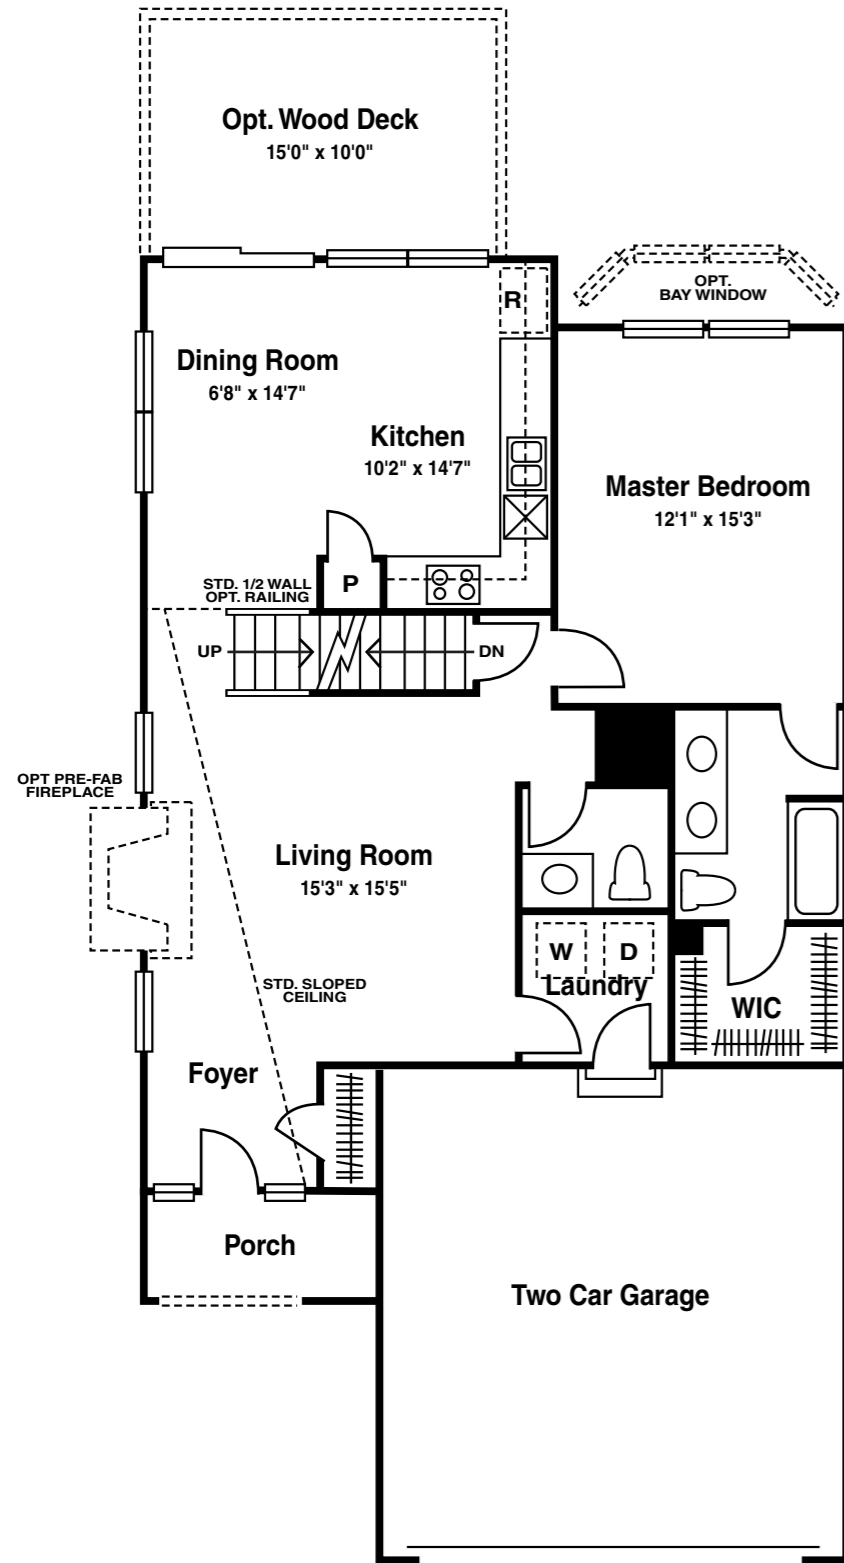 Opt. Wood Deck
15'0" x 10'0"
OPT.
BAY WINDOW
R
Dining Room
6'8" x 14'7"
Kitchen
10'2" x 14'7"
Master Bedroom
12'1" x 15'3"
STD. 1/2 WALL
OPT. RAILING
P
UP
DN
OPT PRE-FAB
FIREPLACE
Living Room
15'3" x 15'5"
W
D
Laundry
STD. SLOPED
CEILING
WIC
Foyer
Porch
Two Car Garage